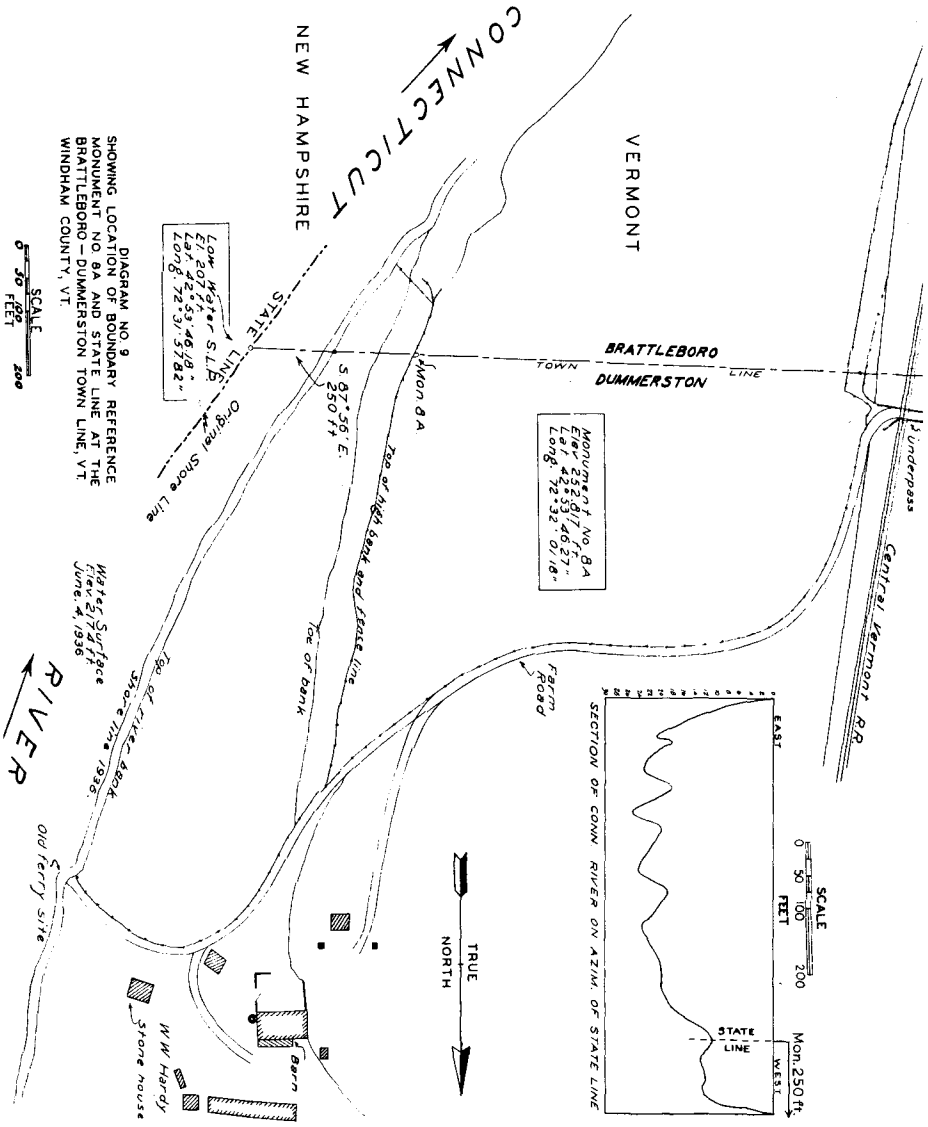 CONNECTICUT
RIVER
NEW HAMPSHIRE
VERMONT
BRATTLEBORO
DUMMERSTON
TOWN LINE
Underpass
Central Vermont RR
Mon. 8A
Monument No. 8A
Elev. 252.817 ft.
Lat. 42°53' 46.27"
Long. 72°32' 01.18"
S 87°56' E.
250 ft
STATE LINE
Original Shore Line
Low Water S.L.B.
El. 207 ft.
Lat. 42°53' 46.18"
Long. 72°31' 57.82"
Top of high bank and fense line
Toe of bank
Farm
Road
Top of river bank
Shore line 1936.
Water Surface
Elev. 217.4 ft
June. 4, 1936
Old ferry site
W W Hardy
Stone house
Barn
TRUE
NORTH
DIAGRAM NO. 9
SHOWING LOCATION OF BOUNDARY REFERENCE
MONUMENT NO. 8A AND STATE LINE AT THE
BRATTLEBORO – DUMMERSTON TOWN LINE, VT.
WINDHAM COUNTY, VT.
SCALE
0 50 100 200
FEET
SCALE
0 50 100 200
FEET
Mon. 250 ft.
EAST
WEST
STATE
LINE
SECTION OF CONN RIVER ON AZIM. OF STATE LINE